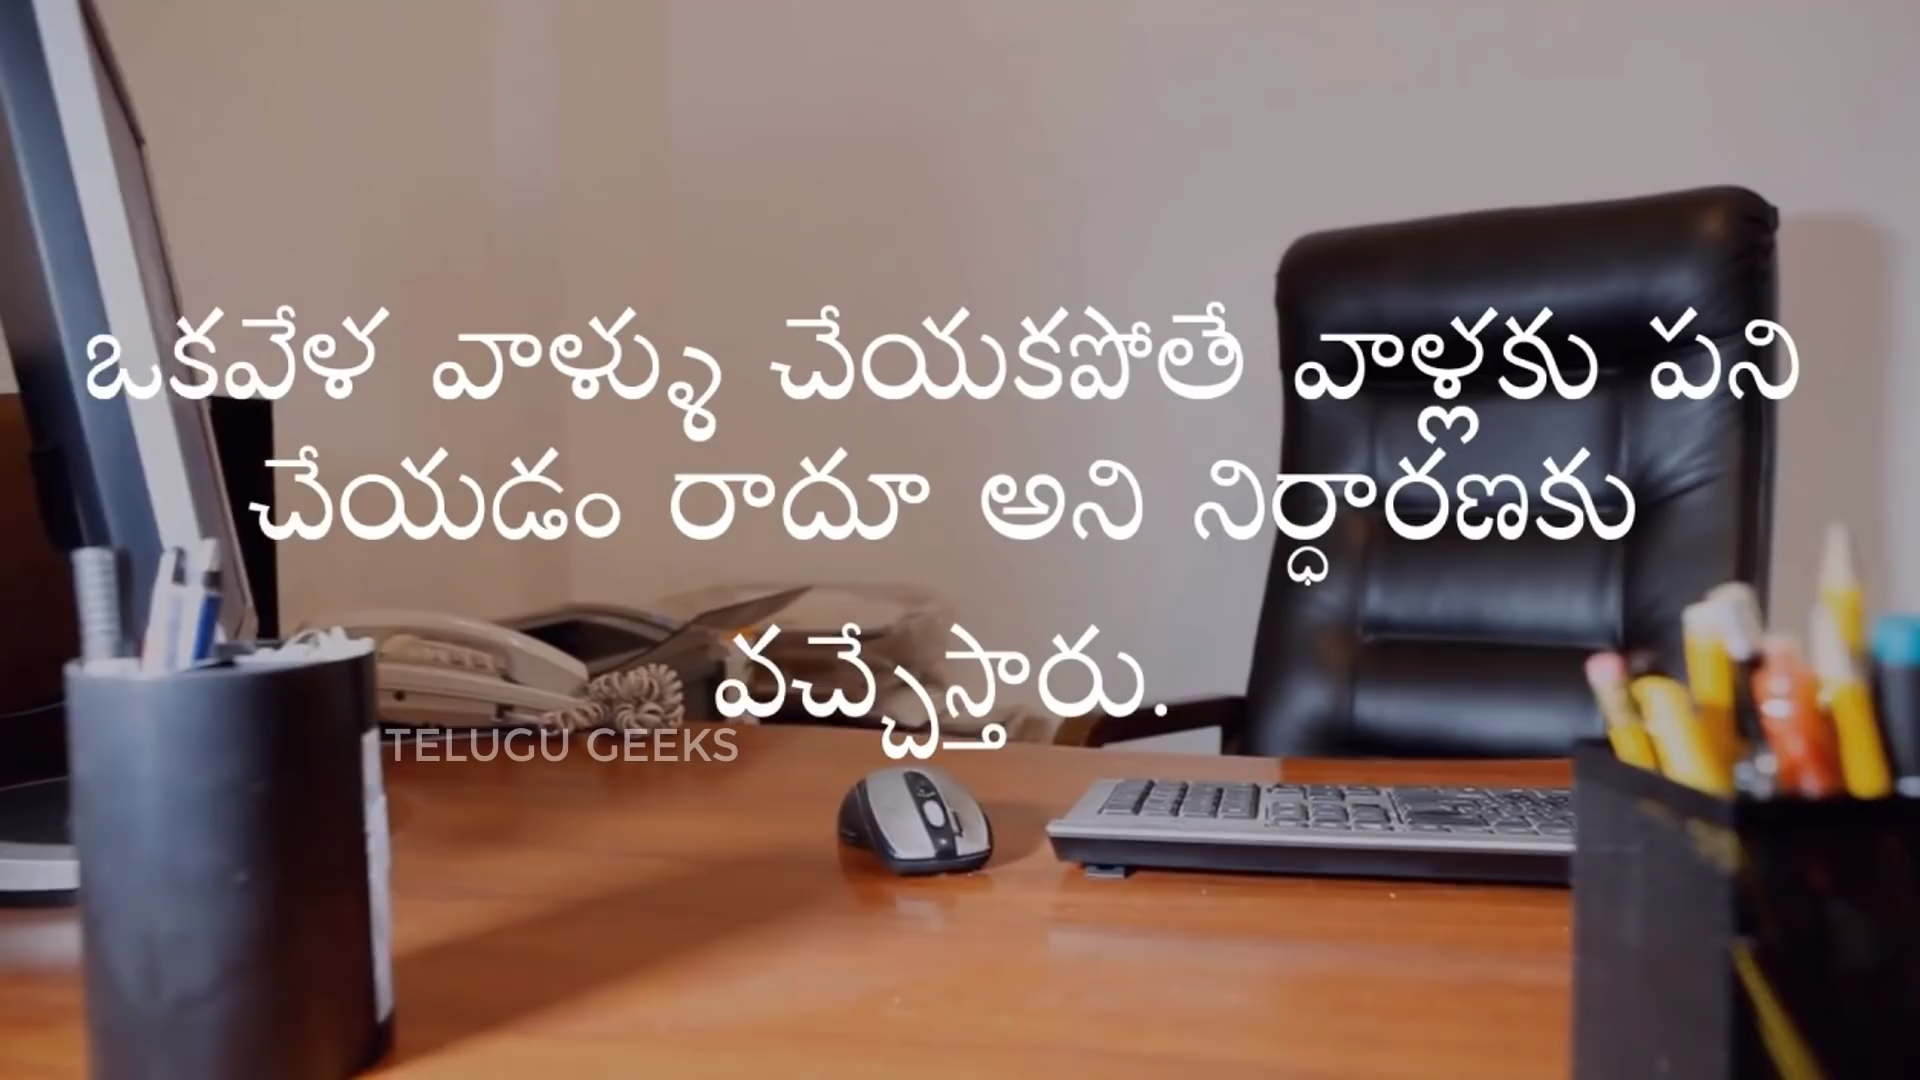 ఒకవేళ వాళ్ళు చేయకపోతే వాళ్లకు పని
చేయడం రాదూ అని నిర్ధారణకు
వచ్చేస్తారు.
TELUGU GEEKS